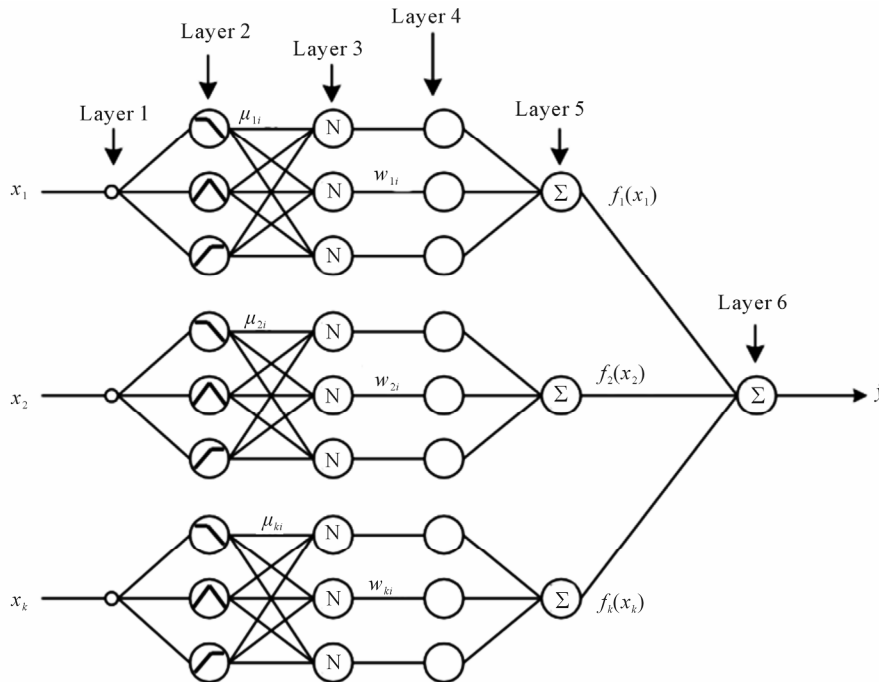 Layer 4
Layer 2
Layer 3
Layer 5
Layer 1
μ₁ᵢ
N
x₁
w₁ᵢ
N
Σ
f₁(x₁)
N
Layer 6
μ₂ᵢ
N
x₂
w₂ᵢ
N
Σ
f₂(x₂)
Σ
N
μₖᵢ
N
xₖ
wₖᵢ
N
Σ
fₖ(xₖ)
N